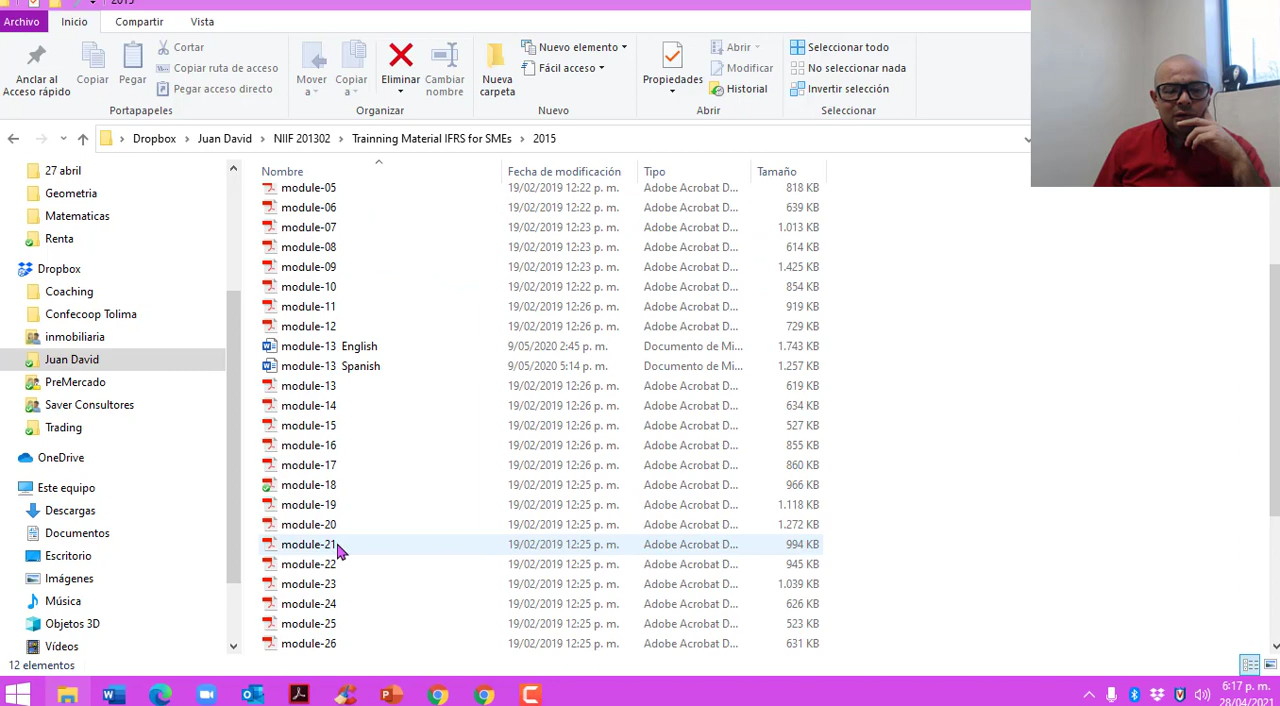 2015
Archivo Inicio Compartir Vista
Anclar al Acceso rápido
Copiar
Pegar
Cortar
Copiar ruta de acceso
Pegar acceso directo
Portapapeles
Mover a
Copiar a
Eliminar
Cambiar nombre
Organizar
Nueva carpeta
Nuevo elemento
Fácil acceso
Nuevo
Propiedades
Abrir
Modificar
Historial
Abrir
Seleccionar todo
No seleccionar nada
Invertir selección
Seleccionar
Dropbox > Juan David > NIIF 201302 > Trainning Material IFRS for SMEs > 2015
27 abril
Geometria
Matematicas
Renta
Dropbox
Coaching
Confecoop Tolima
inmobiliaria
Juan David
PreMercado
Saver Consultores
Trading
OneDrive
Este equipo
Descargas
Documentos
Escritorio
Imágenes
Música
Objetos 3D
Vídeos
Nombre Fecha de modificación Tipo Tamaño
module-05 19/02/2019 12:22 p. m. Adobe Acrobat D... 818 KB
module-06 19/02/2019 12:22 p. m. Adobe Acrobat D... 639 KB
module-07 19/02/2019 12:23 p. m. Adobe Acrobat D... 1.013 KB
module-08 19/02/2019 12:23 p. m. Adobe Acrobat D... 614 KB
module-09 19/02/2019 12:23 p. m. Adobe Acrobat D... 1.425 KB
module-10 19/02/2019 12:22 p. m. Adobe Acrobat D... 854 KB
module-11 19/02/2019 12:26 p. m. Adobe Acrobat D... 919 KB
module-12 19/02/2019 12:26 p. m. Adobe Acrobat D... 729 KB
module-13 English 9/05/2020 2:45 p. m. Documento de Mi... 1.743 KB
module-13 Spanish 9/05/2020 5:14 p. m. Documento de Mi... 1.257 KB
module-13 19/02/2019 12:26 p. m. Adobe Acrobat D... 619 KB
module-14 19/02/2019 12:26 p. m. Adobe Acrobat D... 634 KB
module-15 19/02/2019 12:26 p. m. Adobe Acrobat D... 527 KB
module-16 19/02/2019 12:26 p. m. Adobe Acrobat D... 855 KB
module-17 19/02/2019 12:26 p. m. Adobe Acrobat D... 860 KB
module-18 19/02/2019 12:25 p. m. Adobe Acrobat D... 966 KB
module-19 19/02/2019 12:25 p. m. Adobe Acrobat D... 1.118 KB
module-20 19/02/2019 12:25 p. m. Adobe Acrobat D... 1.272 KB
module-21 19/02/2019 12:25 p. m. Adobe Acrobat D... 994 KB
module-22 19/02/2019 12:25 p. m. Adobe Acrobat D... 945 KB
module-23 19/02/2019 12:25 p. m. Adobe Acrobat D... 1.039 KB
module-24 19/02/2019 12:25 p. m. Adobe Acrobat D... 626 KB
module-25 19/02/2019 12:25 p. m. Adobe Acrobat D... 523 KB
module-26 19/02/2019 12:25 p. m. Adobe Acrobat D... 631 KB
12 elementos
6:17 p. m.
28/04/2021